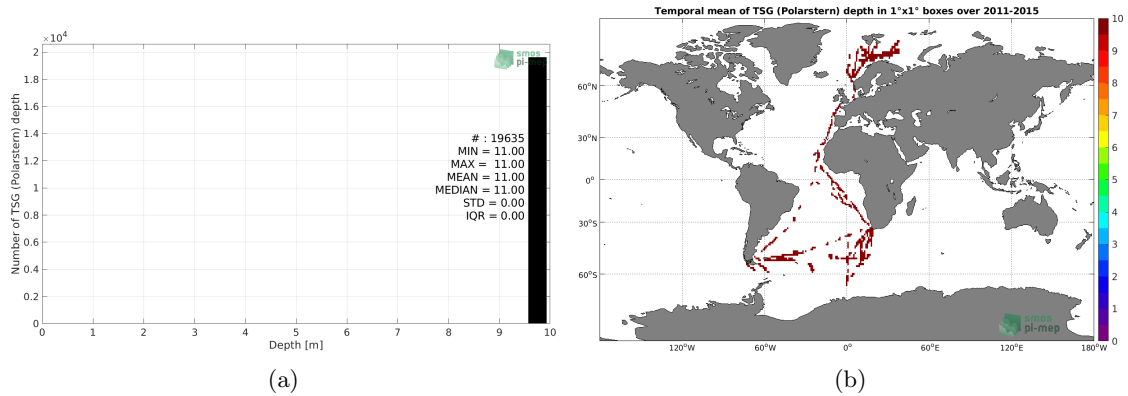 ×10⁴
2
1.8
1.6
1.4
1.2
1
0.8
0.6
0.4
0.2
0
Number of TSG (Polarstern) depth
smos
pi-mep
# : 19635
MIN = 11.00
MAX = 11.00
MEAN = 11.00
MEDIAN = 11.00
STD = 0.00
IQR = 0.00
0 1 2 3 4 5 6 7 8 9 10
Depth [m]
(a)
Temporal mean of TSG (Polarstern) depth in 1°x1° boxes over 2011-2015
60°N
30°N
0°
30°S
60°S
120°W 60°W 0° 60°E 120°E 180°W
smos
pi-mep
10
9
8
7
6
5
4
3
2
1
0
(b)